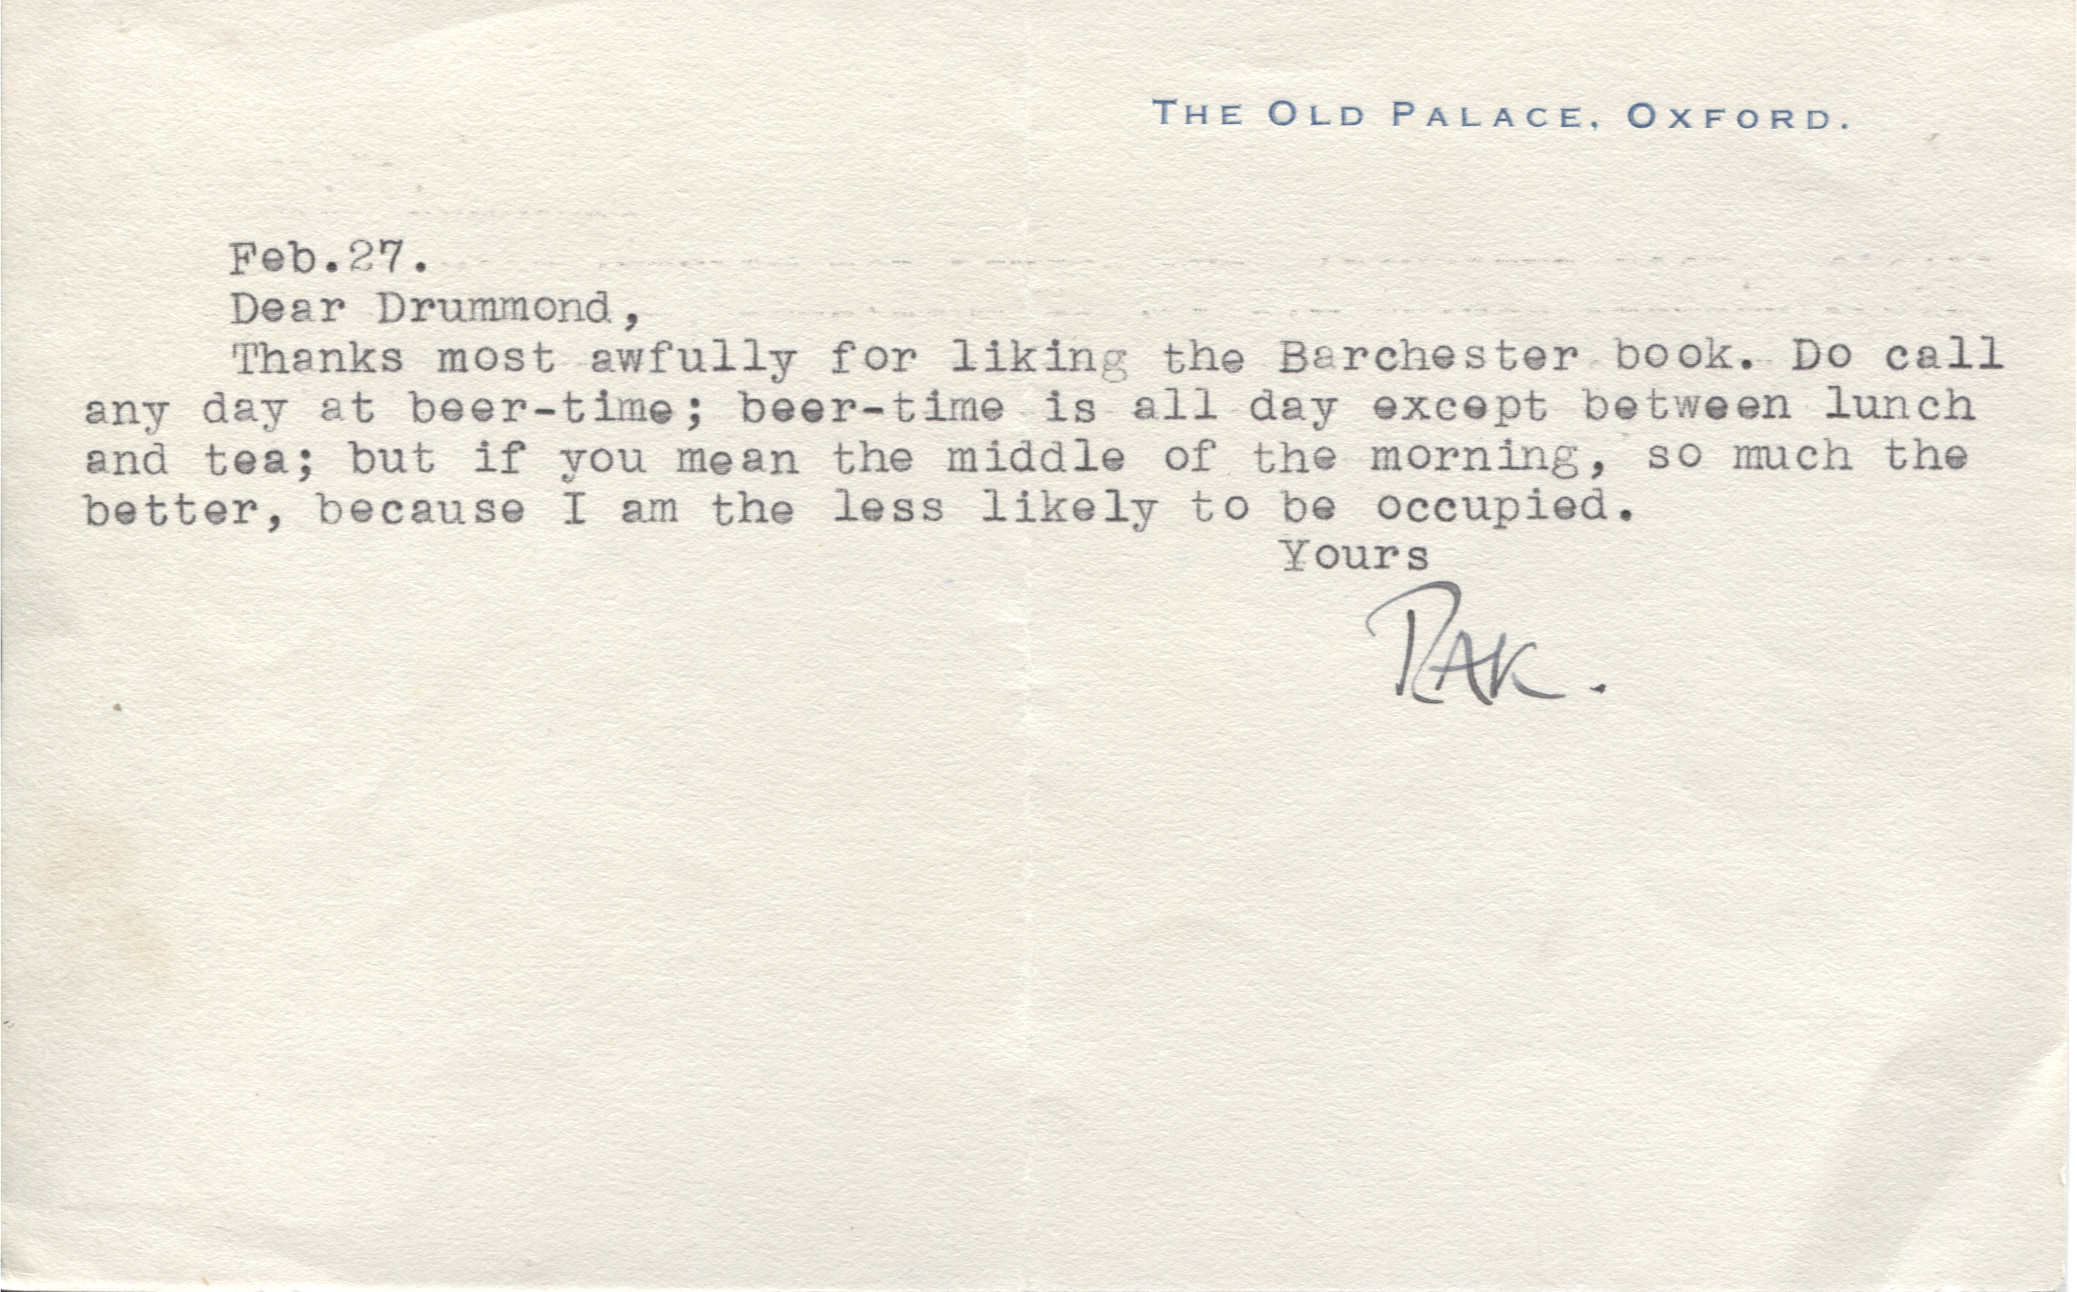 THE OLD PALACE, OXFORD.
Feb.27.
Dear Drummond,
Thanks most awfully for liking the Barchester book. Do call
any day at beer-time; beer-time is all day except between lunch
and tea; but if you mean the middle of the morning, so much the
better, because I am the less likely to be occupied.
Yours
RAK.